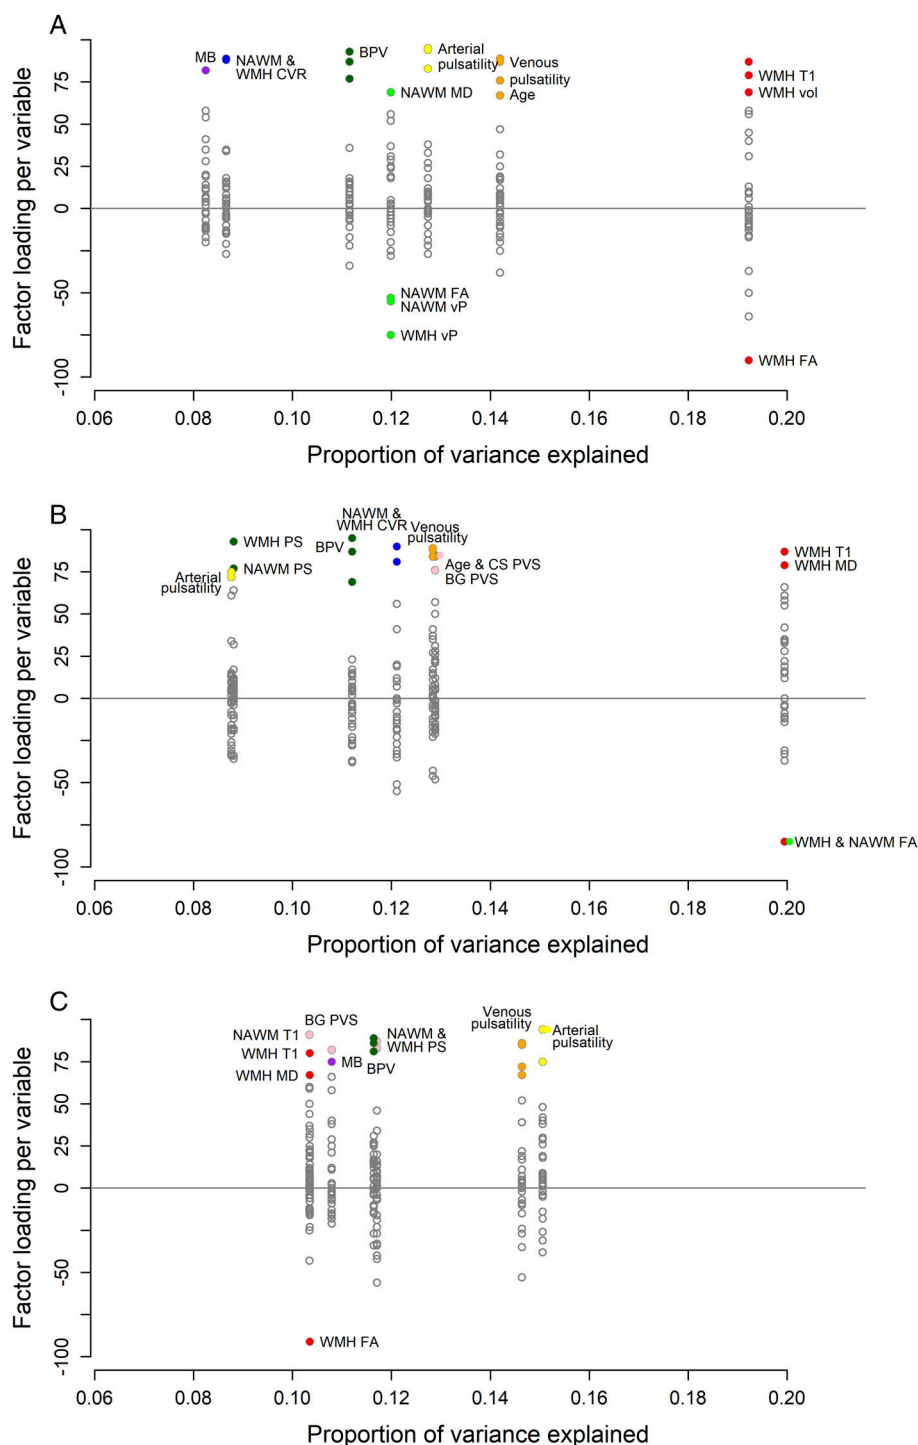 A
MB
NAWM &
WMH CVR
BPV
NAWM MD
Arterial
pulsatility
Venous
pulsatility
Age
WMH T1
WMH vol
NAWM FA
NAWM vP
WMH vP
WMH FA
Factor loading per variable
75
50
25
0
-50
-100
0.06 0.08 0.10 0.12 0.14 0.16 0.18 0.20
Proportion of variance explained
B
WMH PS
NAWM PS
Arterial
pulsatility
NAWM &
WMH CVR
BPV
Venous
pulsatility
Age & CS PVS
BG PVS
WMH T1
WMH MD
WMH & NAWM FA
Factor loading per variable
75
50
25
0
-50
-100
0.06 0.08 0.10 0.12 0.14 0.16 0.18 0.20
Proportion of variance explained
C
BG PVS
NAWM T1
WMH T1
WMH MD
MB
NAWM &
WMH PS
BPV
Venous
pulsatility
Arterial
pulsatility
WMH FA
Factor loading per variable
75
50
25
0
-50
-100
0.06 0.08 0.10 0.12 0.14 0.16 0.18 0.20
Proportion of variance explained